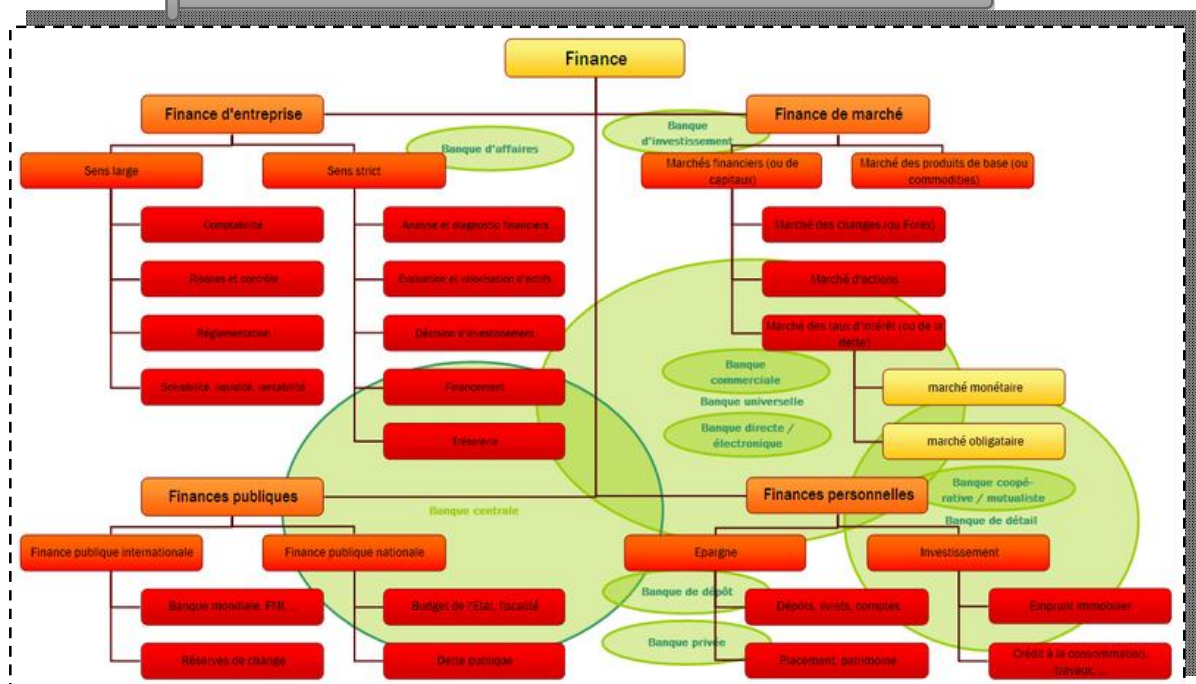 Finance
Finance d'entreprise
Finance de marché
Banque
d'investissement
Banque d'affaires
Sens large
Sens strict
Marchés financiers (ou de
capitaux)
Marché des produits de base (ou
commodities)
Comptabilité
Analyse et diagnostic financiers
Marché des changes (ou Forex)
Risques et contrôle
Evaluation et valorisation d'actifs
Marché d'actions
Réglementation
Décision d'investissement
Marché des taux d'intérêt (ou de la
dette)
Solvabilité, liquidité, rentabilité
Financement
Banque
commerciale
marché monétaire
Banque universelle
Trésorerie
Banque directe /
électronique
marché obligataire
Finances publiques
Finances personnelles
Banque coopé-
rative / mutualiste
Banque centrale
Banque de détail
Finance publique internationale
Finance publique nationale
Epargne
Investissement
Banque mondiale, FMI, ...
Budget de l'Etat, fiscalité
Banque de dépôt
Dépôts, livrets, comptes
Emprunt immobilier
Réserves de change
Dette publique
Banque privée
Placement, patrimoine
Crédit à la consommation,
travaux, ...